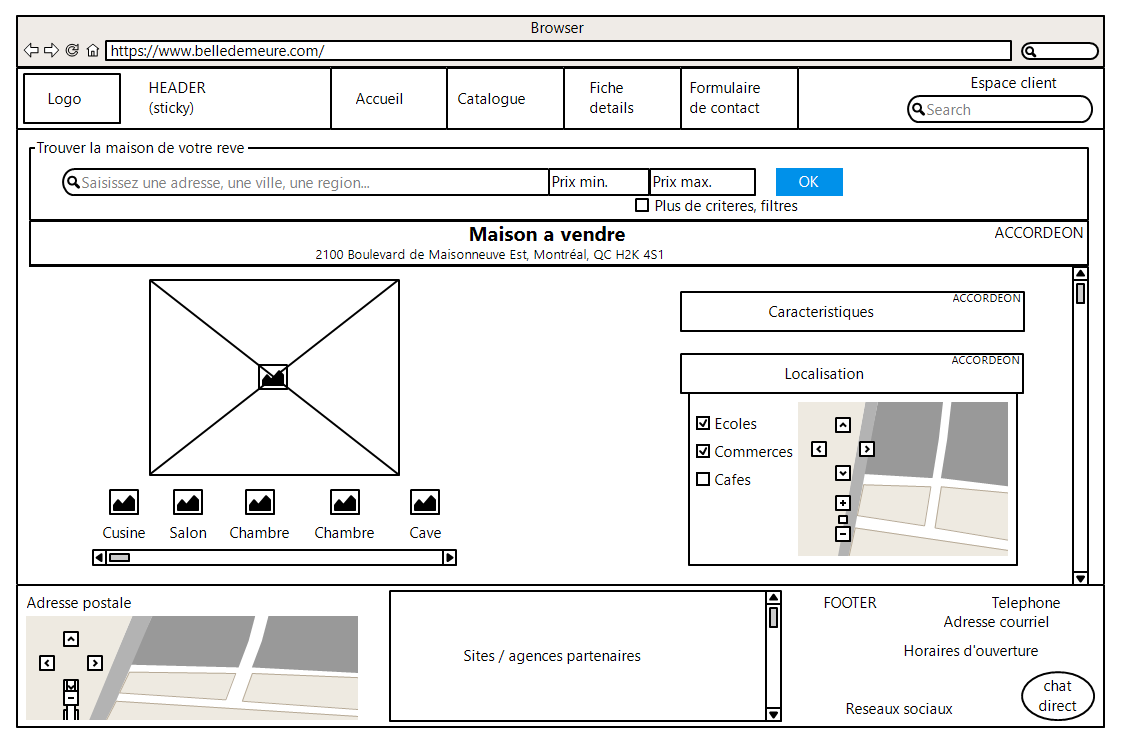 Browser
https://www.belledemeure.com/
Logo
HEADER
(sticky)
Accueil
Catalogue
Fiche
details
Formulaire
de contact
Espace client
Search
Trouver la maison de votre reve
Saisissez une adresse, une ville, une region...
Prix min.
Prix max.
OK
Plus de criteres, filtres
Maison a vendre
ACCORDEON
2100 Boulevard de Maisonneuve Est, Montréal, QC H2K 4S1
ACCORDEON
Caracteristiques
ACCORDEON
Localisation
Ecoles
Commerces
Cafes
Cusine
Salon
Chambre
Chambre
Cave
Adresse postale
Sites / agences partenaires
FOOTER
Telephone
Adresse courriel
Horaires d'ouverture
Reseaux sociaux
chat
direct